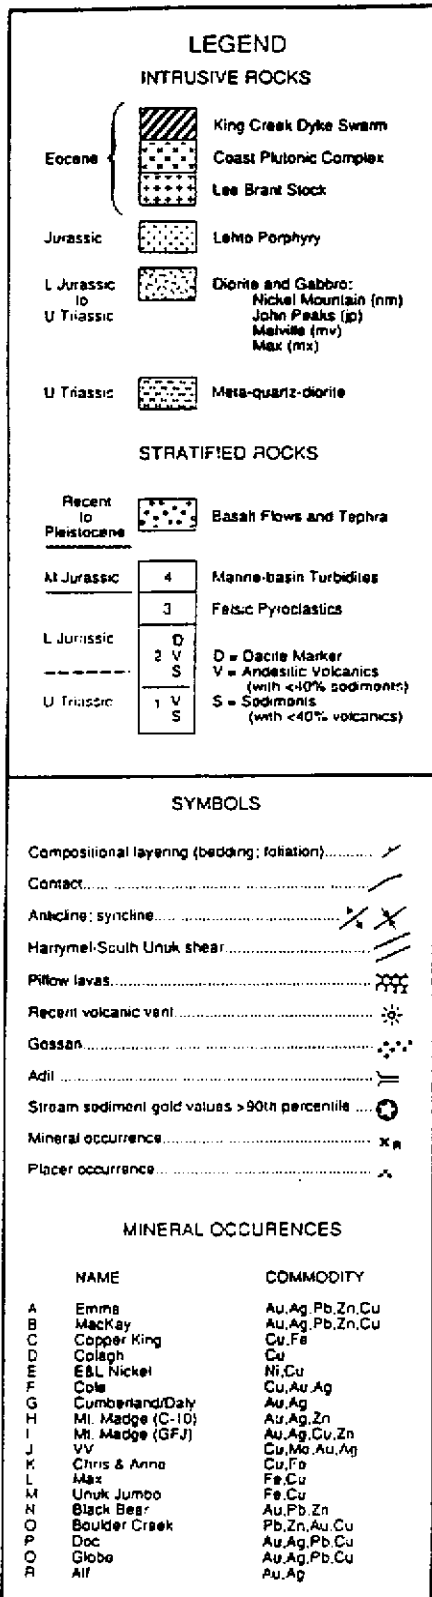 LEGEND
INTRUSIVE ROCKS
King Creek Dyke Swarm
Eocene Coast Plutonic Complex
Lee Brant Stock
Jurassic Lehto Porphyry
L Jurassic Diorite and Gabbro:
to Nickel Mountain (nm)
U Triassic John Peaks (jp)
Melville (mv)
Max (mx)
U Triassic Meta-quartz-diorite
STRATIFIED ROCKS
Recent
to Basalt Flows and Tephra
Pleistocene
M Jurassic 4 Marine-basin Turbidites
3 Felsic Pyroclastics
L Jurassic D D = Dacite Marker
2 V V = Andesitic Volcanics
S (with <40% sediments)
U Triassic 1 V S = Sediments
S (with <40% volcanics)
SYMBOLS
Compositional layering (bedding; foliation)..........
Contact..........
Anticline; syncline..........
Harrymel-South Unuk shear..........
Pillow lavas..........
Recent volcanic vent..........
Gossan..........
Adit..........
Stream sediment gold values >90th percentile ....
Mineral occurrence.......... x R
Placer occurrence..........
MINERAL OCCURENCES
NAME COMMODITY
A Emma Au,Ag,Pb,Zn,Cu
B MacKay Au,Ag,Pb,Zn,Cu
C Copper King Cu,Fe
D Colagh Cu
E E&L Nickel Ni,Cu
F Cole Cu,Au,Ag
G Cumberland/Daly Au,Ag
H Mt. Madge (C-10) Au,Ag,Zn
I Mt. Madge (GFJ) Au,Ag,Cu,Zn
J VV Cu,Mo,Au,Ag
K Chris & Anne Cu,Fe
L Max Fe,Cu
M Unuk Jumbo Fe,Cu
N Black Bear Au,Pb,Zn
O Boulder Creek Pb,Zn,Au,Cu
P Doc Au,Ag,Pb,Cu
Q Globe Au,Ag,Pb,Cu
R Alf Au,Ag